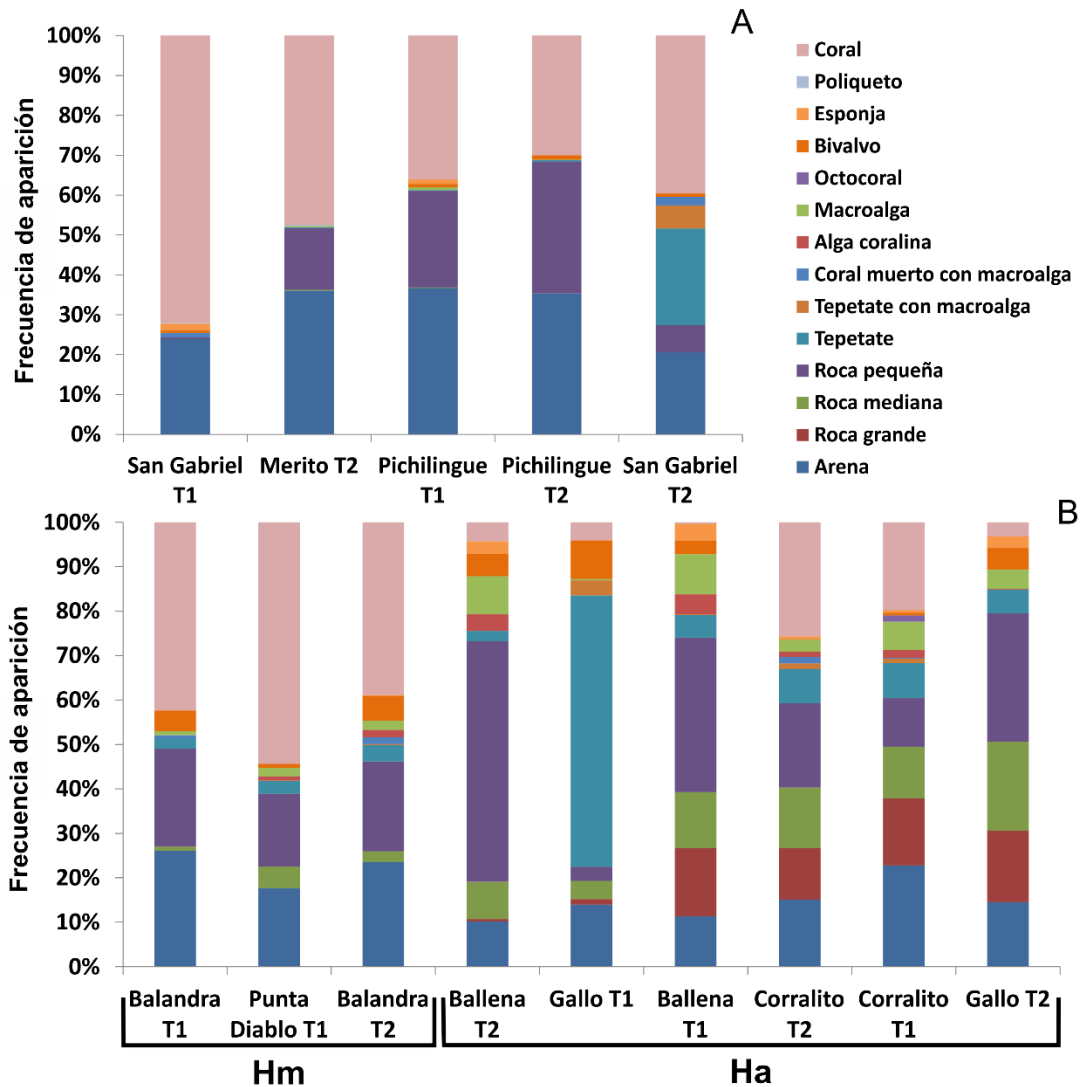 A
100%
90%
80%
70%
60%
50%
40%
30%
20%
10%
0%
Frecuencia de aparición
San Gabriel
T1
Merito T2
Pichilingue
T1
Pichilingue
T2
San Gabriel
T2
Coral
Poliqueto
Esponja
Bivalvo
Octocoral
Macroalga
Alga coralina
Coral muerto con macroalga
Tepetate con macroalga
Tepetate
Roca pequeña
Roca mediana
Roca grande
Arena
B
100%
90%
80%
70%
60%
50%
40%
30%
20%
10%
0%
Frecuencia de aparición
Balandra
T1
Punta
Diablo T1
Balandra
T2
Ballena
T2
Gallo T1
Ballena
T1
Corralito
T2
Corralito
T1
Gallo T2
Hm
Ha